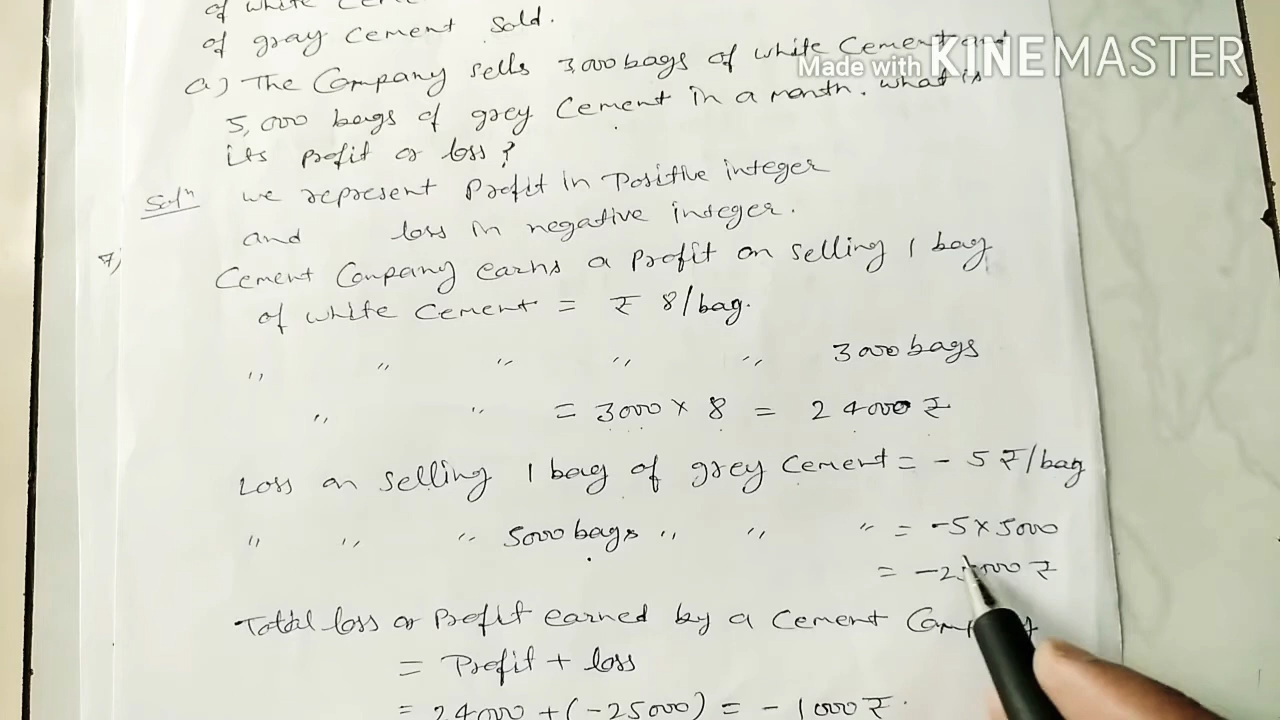 of white
of gray cement sold.
Made with KINEMASTER
a) The Company sells 3,000 bags of white cement and
5,000 bags of grey cement in a month. what is
its profit or loss?
Solⁿ we represent Profit in Positive integer
and loss in negative integer.
7) Cement Company earns a profit on selling 1 bag
of white cement = ₹ 8/bag.
,, ,, ,, ,, ,, 3000 bags
,, ,, = 3000 × 8 = 24000 ₹
Loss on selling 1 bag of grey cement = - 5 ₹/bag
,, ,, ,, 5000 bags ,, ,, ,, = -5 × 5000
= -25000 ₹
Total loss or Profit earned by a cement
= Profit + loss
= 24000 + (-25000) = - 1000 ₹.